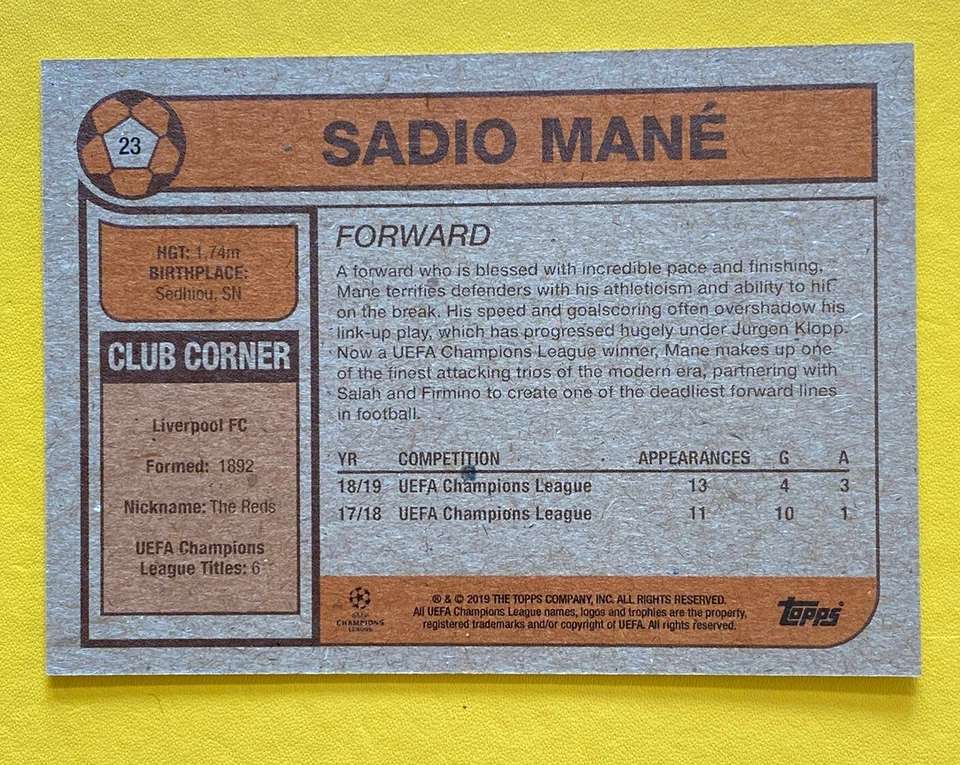 23
SADIO MANÉ
HGT: 1,74m
BIRTHPLACE:
Sedhiou, SN
CLUB CORNER
Liverpool FC
Formed: 1892
Nickname: The Reds
UEFA Champions
League Titles: 6
FORWARD
A forward who is blessed with incredible pace and finishing,
Mane terrifies defenders with his athleticism and ability to hit
on the break. His speed and goalscoring often overshadow his
link-up play, which has progressed hugely under Jurgen Klopp.
Now a UEFA Champions League winner, Mane makes up one
of the finest attacking trios of the modern era, partnering with
Salah and Firmino to create one of the deadliest forward lines
in football.
YR COMPETITION APPEARANCES G A
18/19 UEFA Champions League 13 4 3
17/18 UEFA Champions League 11 10 1
UEFA
CHAMPIONS
LEAGUE
® & © 2019 THE TOPPS COMPANY, INC. ALL RIGHTS RESERVED.
All UEFA Champions League names, logos and trophies are the property,
registered trademarks and/or copyright of UEFA. All rights reserved.
Topps